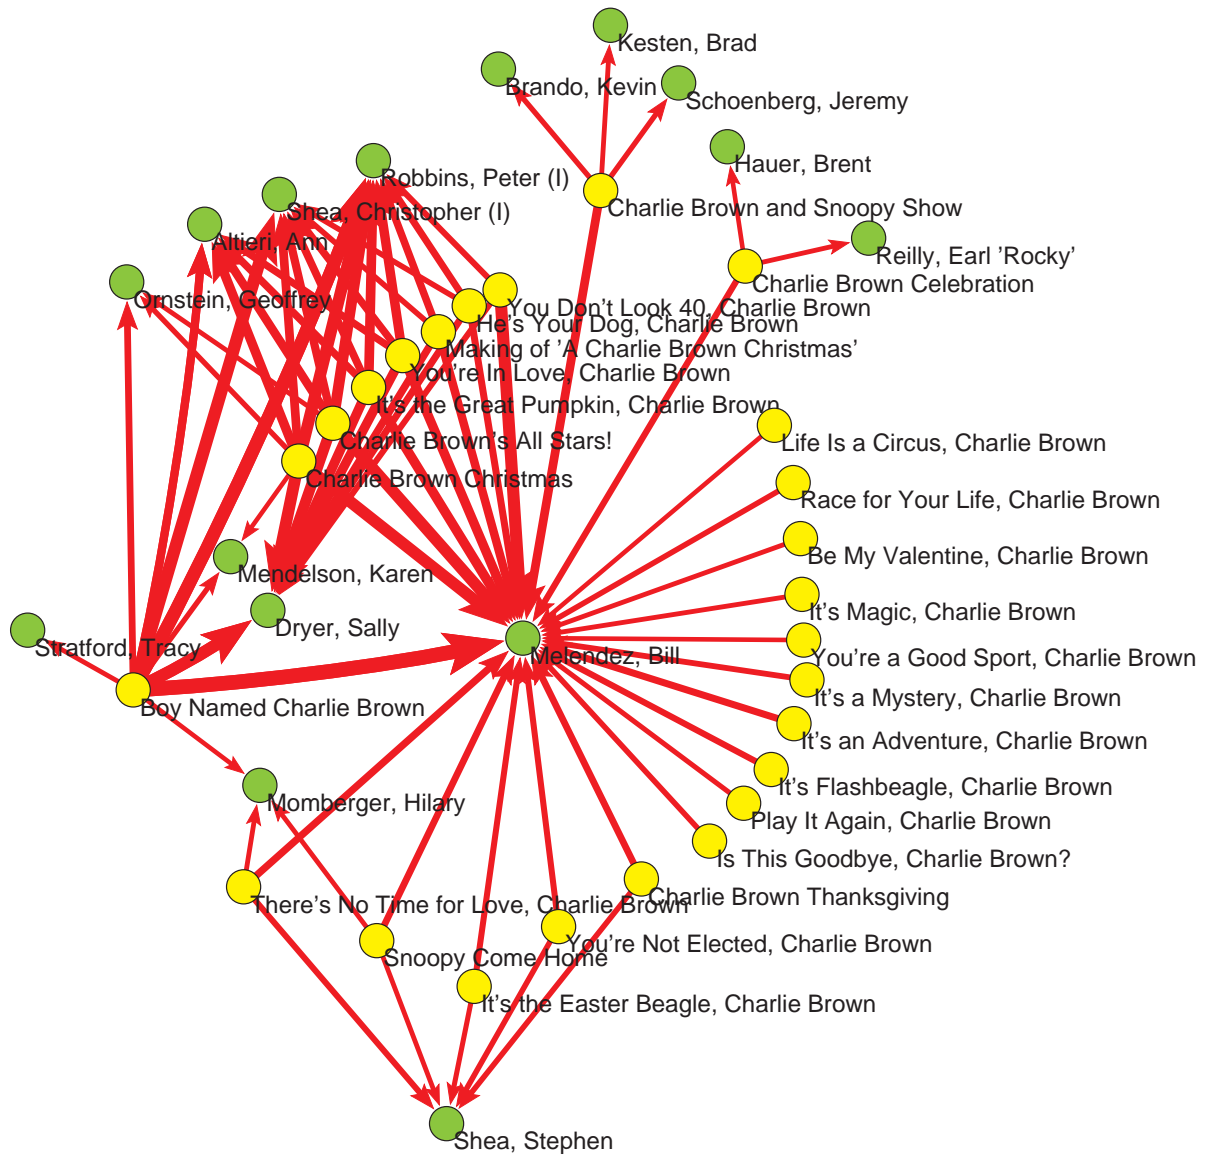 Kesten, Brad
Brando, Kevin
Schoenberg, Jeremy
Hauer, Brent
Robbins, Peter (I)
Shea, Christopher (I)
Charlie Brown and Snoopy Show
Altieri, Ann
Reilly, Earl ’Rocky’
Charlie Brown Celebration
Ornstein, Geoffrey
You Don’t Look 40, Charlie Brown
He’s Your Dog, Charlie Brown
Making of ’A Charlie Brown Christmas’
You’re In Love, Charlie Brown
It’s the Great Pumpkin, Charlie Brown
Charlie Brown’s All Stars!
Life Is a Circus, Charlie Brown
Charlie Brown Christmas
Race for Your Life, Charlie Brown
Be My Valentine, Charlie Brown
Mendelson, Karen
It’s Magic, Charlie Brown
Dryer, Sally
Stratford, Tracy
Melendez, Bill
You’re a Good Sport, Charlie Brown
It’s a Mystery, Charlie Brown
Boy Named Charlie Brown
It’s an Adventure, Charlie Brown
It’s Flashbeagle, Charlie Brown
Momberger, Hilary
Play It Again, Charlie Brown
Is This Goodbye, Charlie Brown?
Charlie Brown Thanksgiving
There’s No Time for Love, Charlie Brown
You’re Not Elected, Charlie Brown
Snoopy Come Home
It’s the Easter Beagle, Charlie Brown
Shea, Stephen